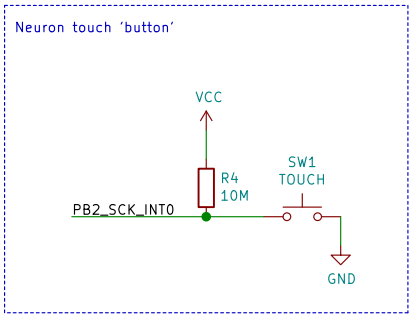 Neuron touch 'button'
VCC
R4
10M
SW1
TOUCH
PB2_SCK_INT0
GND